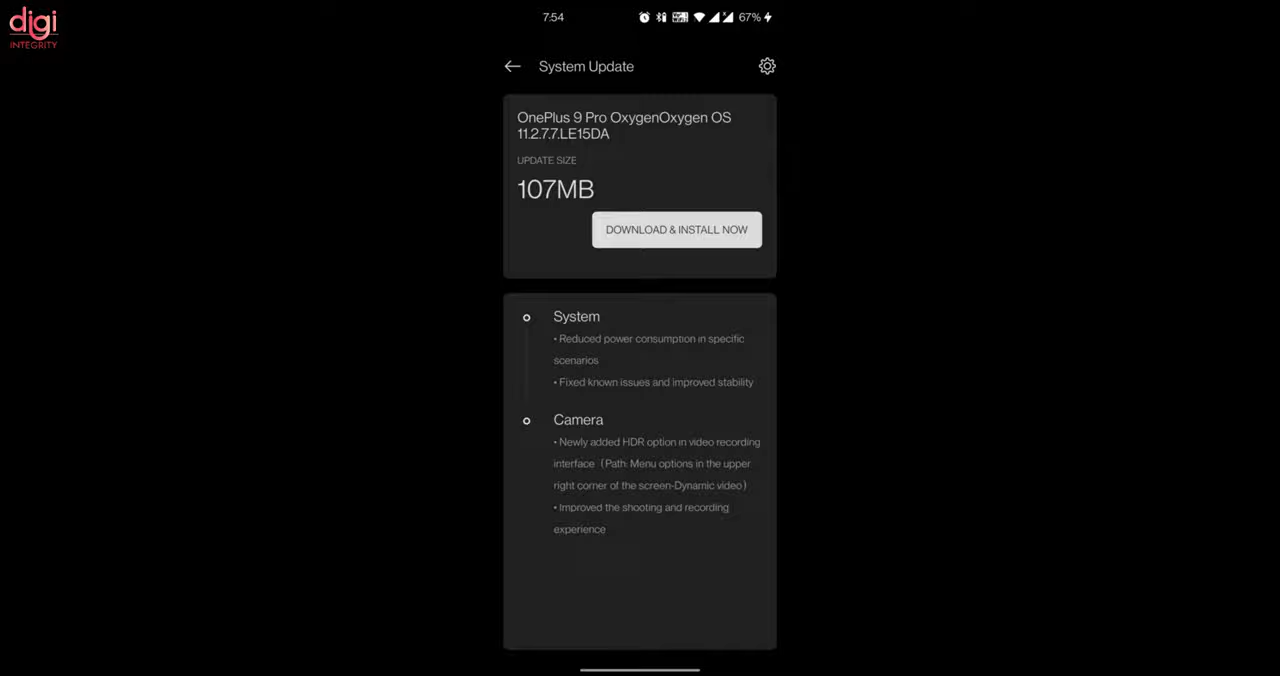 digi
INTEGRITY
7:54
67%
System Update
OnePlus 9 Pro OxygenOxygen OS
11.2.7.7.LE15DA
UPDATE SIZE
107MB
DOWNLOAD & INSTALL NOW
System
• Reduced power consumption in specific
scenarios
• Fixed known issues and improved stability
Camera
• Newly added HDR option in video recording
interface（Path: Menu options in the upper
right corner of the screen-Dynamic video）
• Improved the shooting and recording
experience